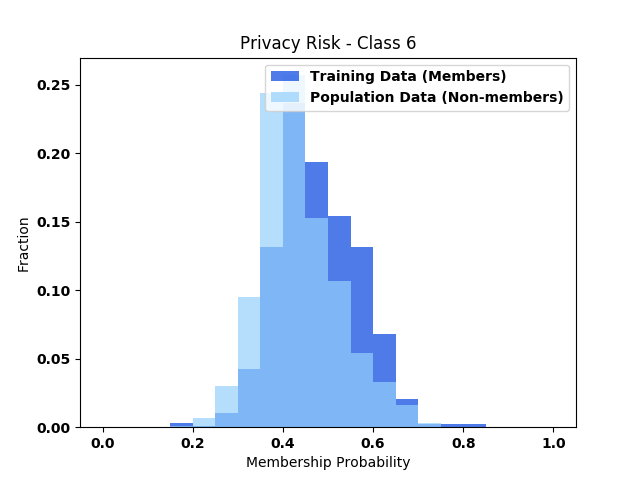 Privacy Risk - Class 6
Training Data (Members)
Population Data (Non-members)
0.25
0.20
0.15
0.10
0.05
0.00
Fraction
0.0 0.2 0.4 0.6 0.8 1.0
Membership Probability